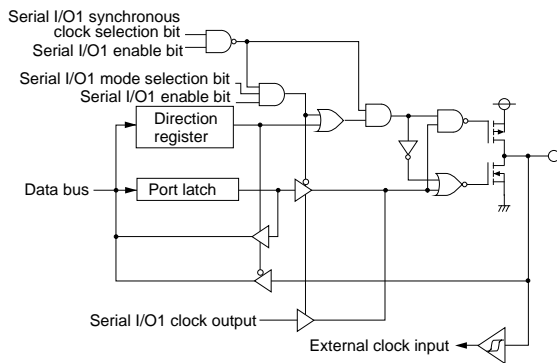 Serial I/O1 synchronous
clock selection bit
Serial I/O1 enable bit
Serial I/O1 mode selection bit
Serial I/O1 enable bit
Direction
register
Data bus
Port latch
Serial I/O1 clock output
External clock input